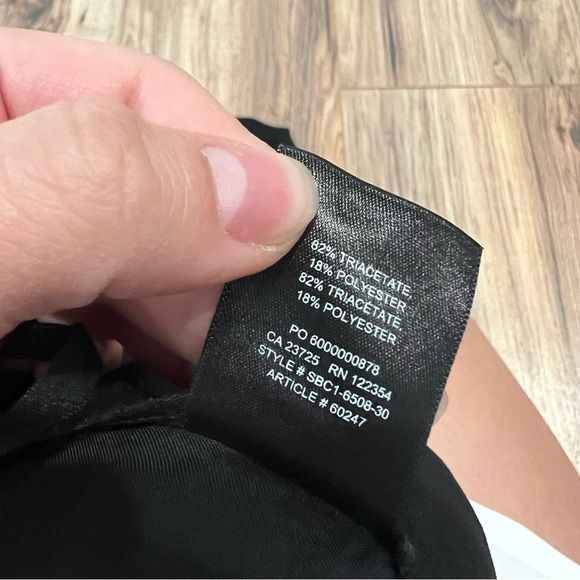 82% TRIACETATE,
18% POLYESTER
82% TRIACÉTATE,
18% POLYESTER
PO 6000000878
CA 23725 RN 122354
STYLE # SBC1-6508-30
ARTICLE # 60247